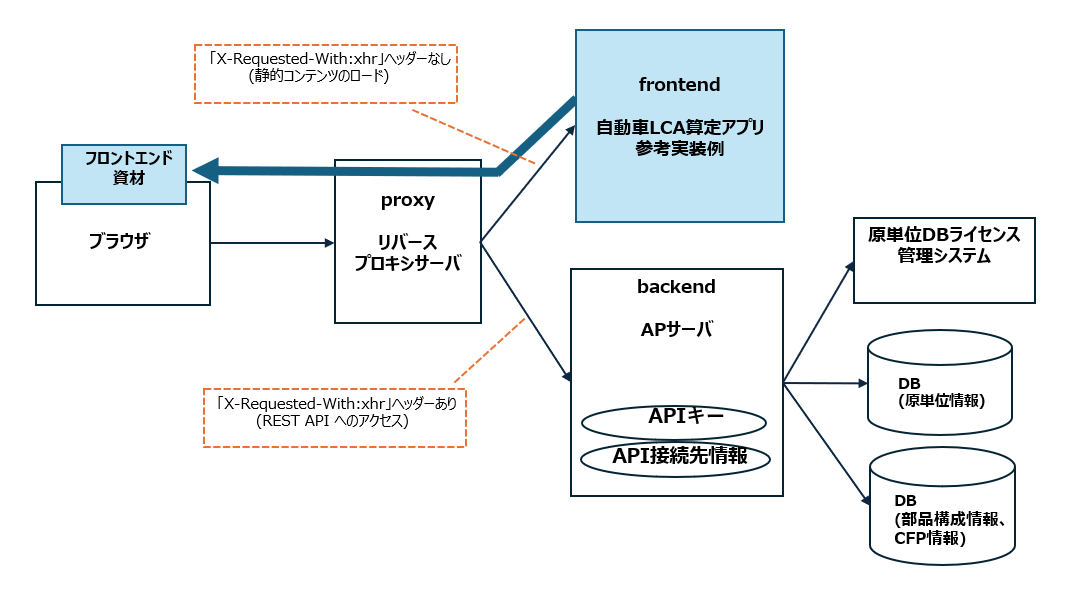 「X-Requested-With:xhr」ヘッダーなし
(静的コンテンツのロード)
frontend
自動車LCA算定アプリ
参考実装例
フロントエンド
資材
ブラウザ
proxy
リバース
プロキシサーバ
backend
APサーバ
APIキー
API接続先情報
「X-Requested-With:xhr」ヘッダーあり
(REST API へのアクセス)
原単位DBライセンス
管理システム
DB
(原単位情報)
DB
(部品構成情報、
CFP情報)